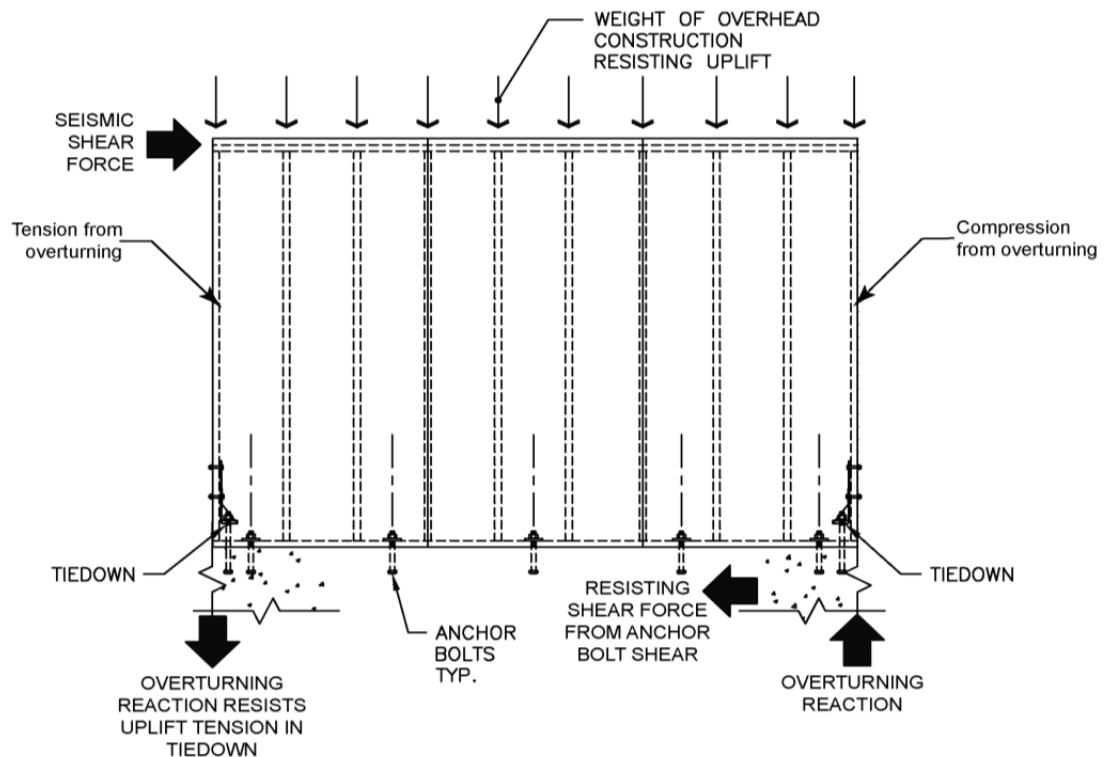 WEIGHT OF OVERHEAD
CONSTRUCTION
RESISTING UPLIFT
SEISMIC
SHEAR
FORCE
Tension from
overturning
Compression
from overturning
TIEDOWN
TIEDOWN
RESISTING
SHEAR FORCE
FROM ANCHOR
BOLT SHEAR
ANCHOR
BOLTS
TYP.
OVERTURNING
REACTION RESISTS
UPLIFT TENSION IN
TIEDOWN
OVERTURNING
REACTION